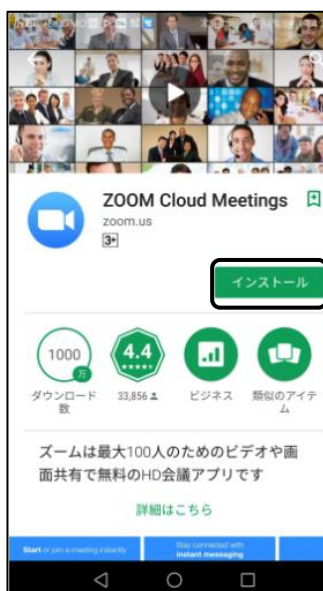 ZOOM Cloud Meetings
zoom.us
3+
インストール
1000
万
4.4
ダウンロード
数
33,856
ビジネス
類似のアイテ
ム
ズームは最大100人のためのビデオや画
面共有で無料のHD会議アプリです
詳細はこちら
Start or join a meeting instantly
Stay connected with
instant messaging